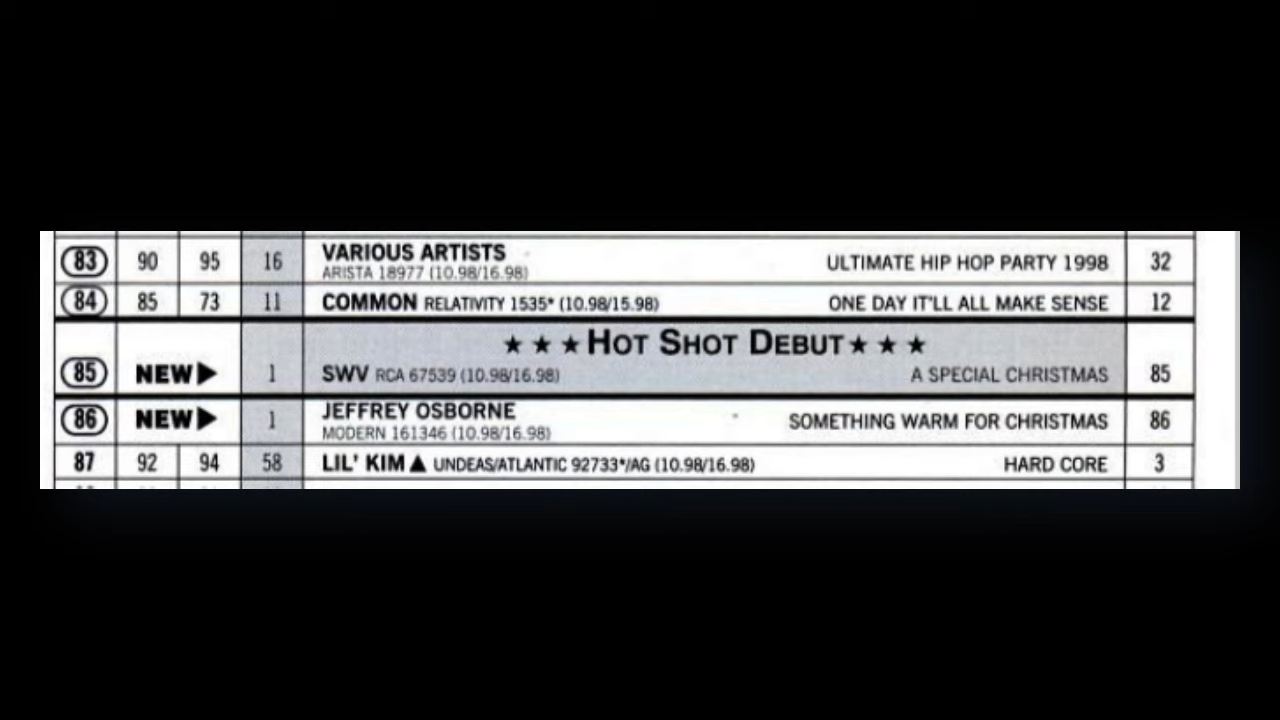 83 90 95 16 VARIOUS ARTISTS
ARISTA 18977 (10.98/16.98) ULTIMATE HIP HOP PARTY 1998 32
84 85 73 11 COMMON RELATIVITY 1535* (10.98/15.98) ONE DAY IT'LL ALL MAKE SENSE 12
★ ★ ★ HOT SHOT DEBUT ★ ★ ★
85 NEW▶ 1 SWV RCA 67539 (10.98/16.98) A SPECIAL CHRISTMAS 85
86 NEW▶ 1 JEFFREY OSBORNE
MODERN 161346 (10.98/16.98) SOMETHING WARM FOR CHRISTMAS 86
87 92 94 58 LIL' KIM ▲ UNDEAS/ATLANTIC 92733*/AG (10.98/16.98) HARD CORE 3